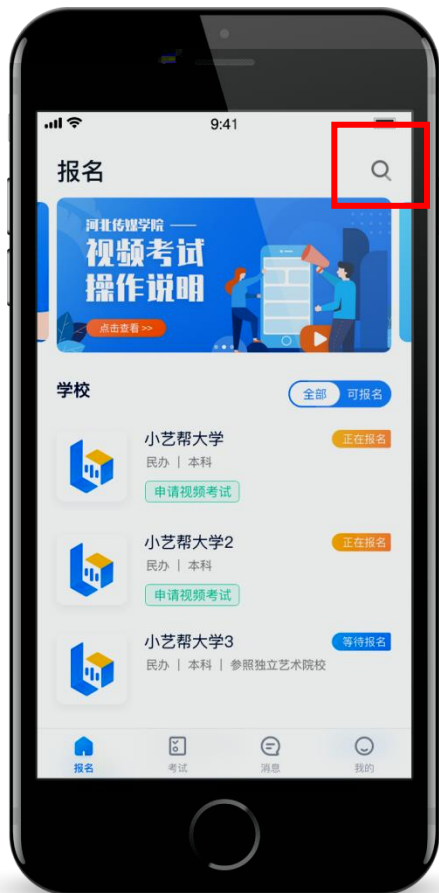 9:41
报名
河北传媒学院
视频考试
操作说明
点击查看 >>
学校
全部 可报名
小艺帮大学
正在报名
民办 | 本科
申请视频考试
小艺帮大学2
正在报名
民办 | 本科
申请视频考试
小艺帮大学3
等待报名
民办 | 本科 | 参照独立艺术院校
报名 考试 消息 我的